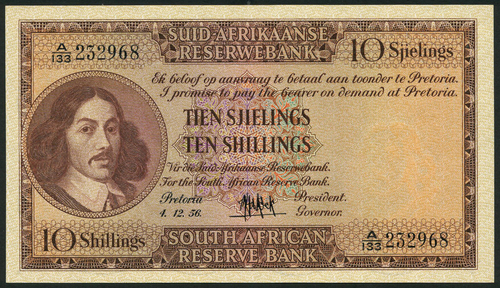 SUID-AFRIKAANSE
RESERWEBANK
A/133 232968
10 Sjielings
Ek beloof op aanvraag te betaal aan toonder te Pretoria.
I promise to pay the bearer on demand at Pretoria.
TIEN SJIELINGS
TEN SHILLINGS
Vir die Suid-Afrikaanse Reserwebank.
For the South African Reserve Bank.
Pretoria
President.
4.12.56.
Governor.
10 Shillings
SOUTH AFRICAN
RESERVE BANK
A/133 232968